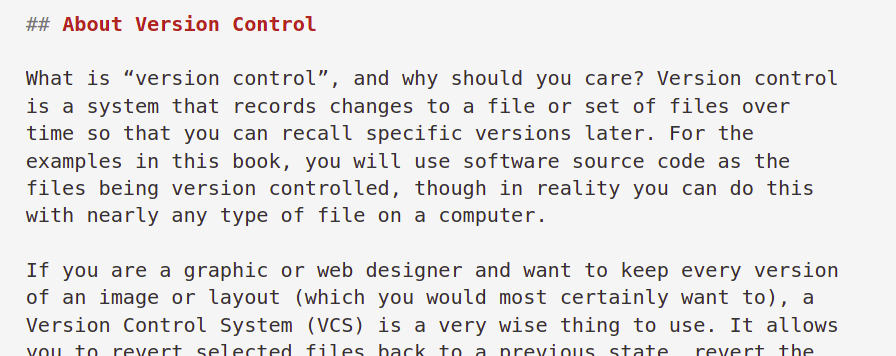 ## About Version Control
What is “version control”, and why should you care? Version control
is a system that records changes to a file or set of files over
time so that you can recall specific versions later. For the
examples in this book, you will use software source code as the
files being version controlled, though in reality you can do this
with nearly any type of file on a computer.
If you are a graphic or web designer and want to keep every version
of an image or layout (which you would most certainly want to), a
Version Control System (VCS) is a very wise thing to use. It allows
you to revert selected files back to a previous state, revert the